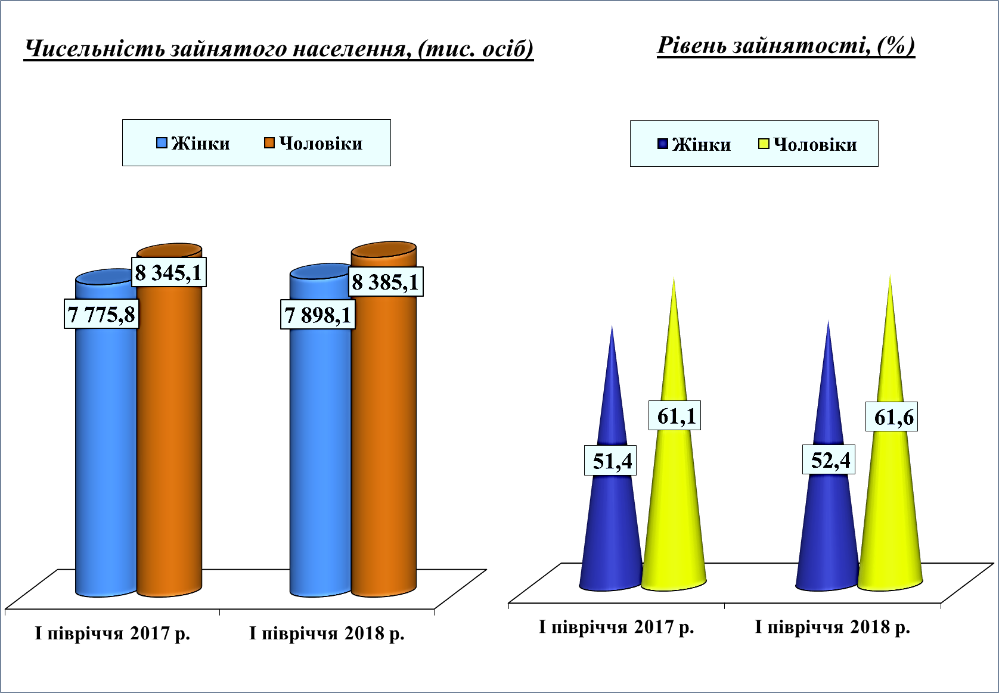 Чисельність зайнятого населення, (тис. осіб)
Жінки Чоловіки
8 345,1
7 775,8
8 385,1
7 898,1
І півріччя 2017 р. І півріччя 2018 р.
Рівень зайнятості, (%)
Жінки Чоловіки
61,1
51,4
61,6
52,4
І півріччя 2017 р. І півріччя 2018 р.